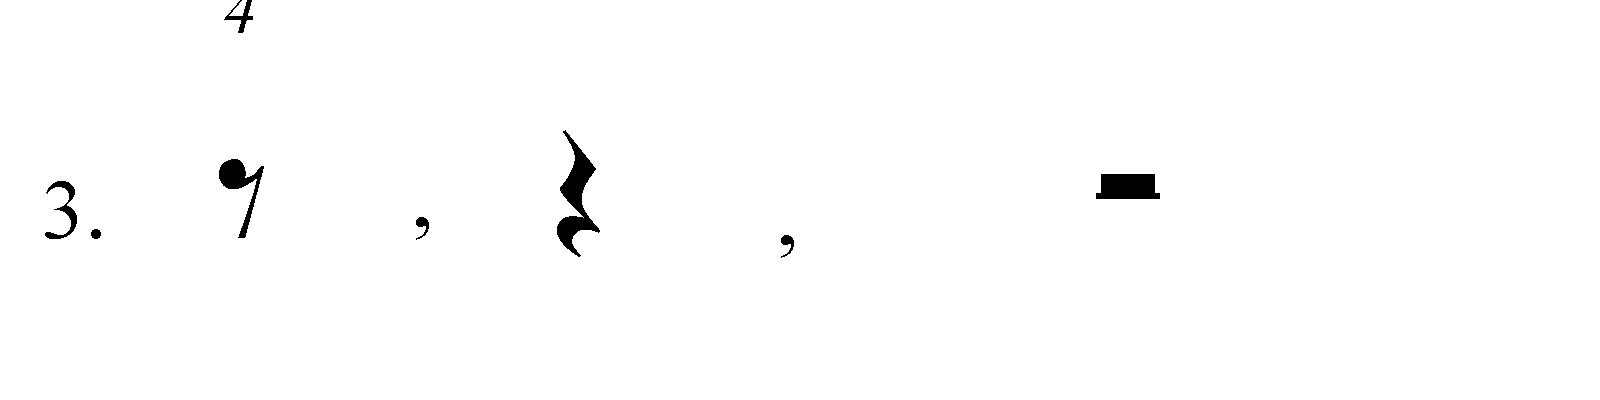 4
3. 𝄾 , 𝄽 , 𝄼